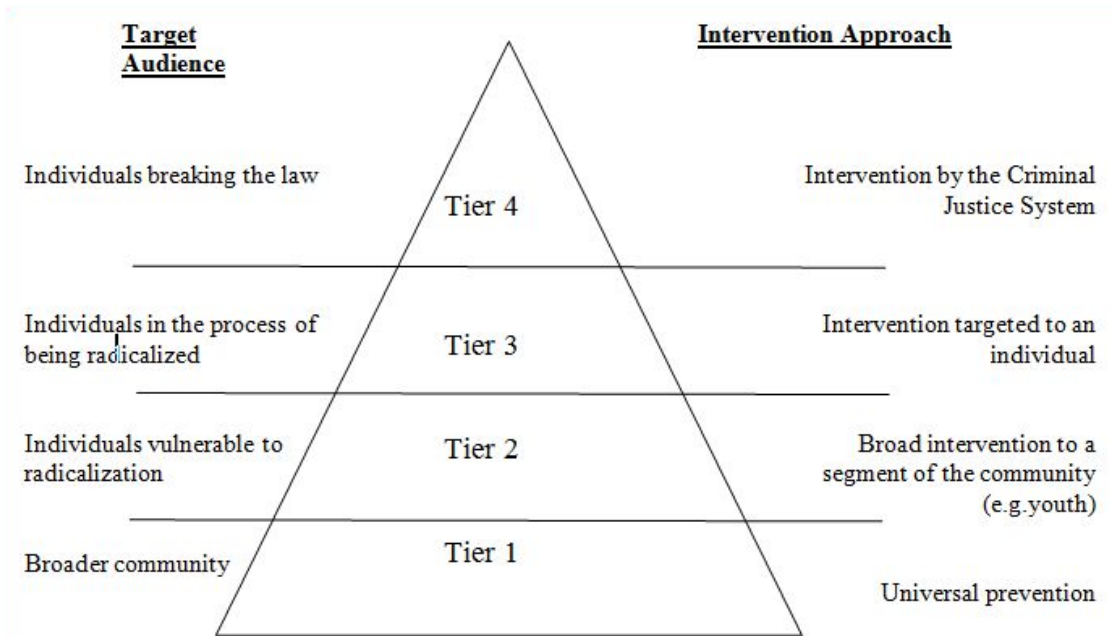 Target
Audience
Intervention Approach
Individuals breaking the law
Tier 4
Intervention by the Criminal
Justice System
Individuals in the process of
being radicalized
Tier 3
Intervention targeted to an
individual
Individuals vulnerable to
radicalization
Tier 2
Broad intervention to a
segment of the community
(e.g.youth)
Broader community
Tier 1
Universal prevention